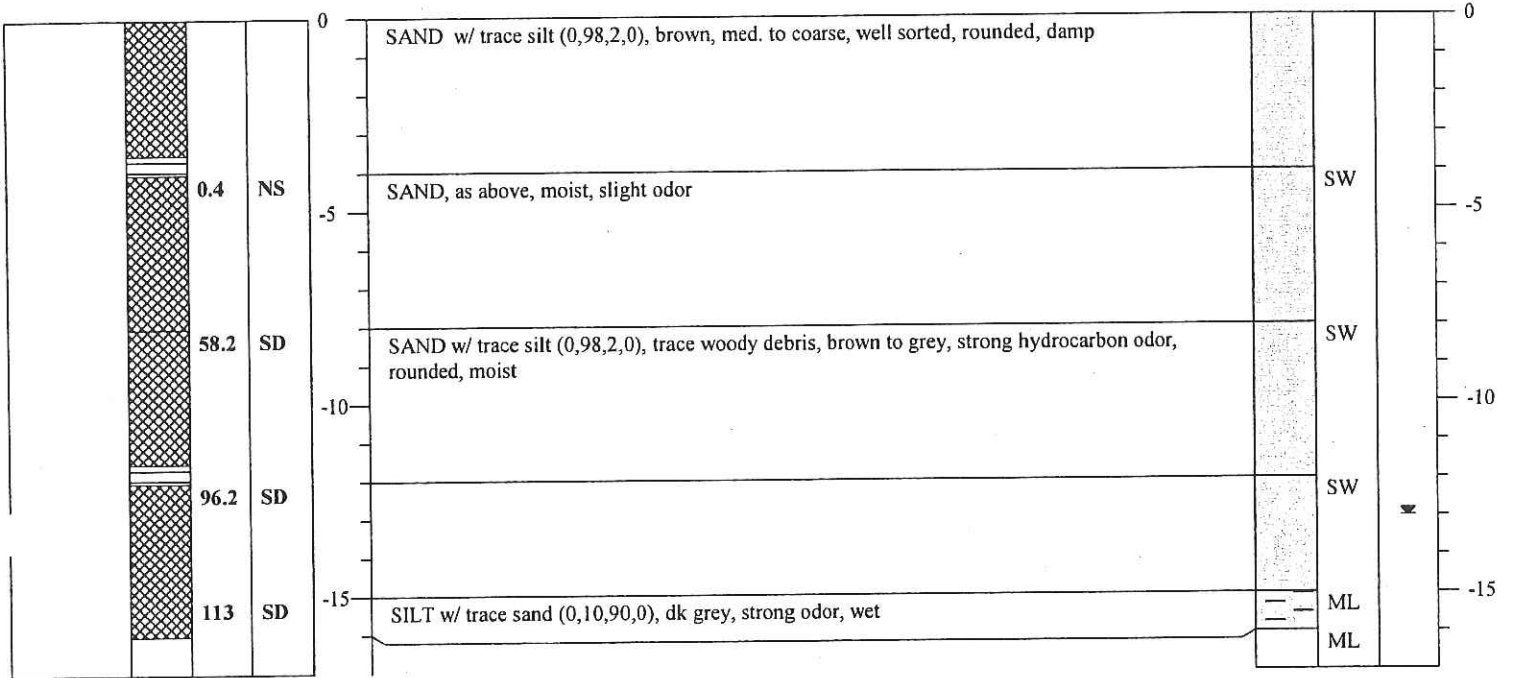 0
SAND w/ trace silt (0,98,2,0), brown, med. to coarse, well sorted, rounded, damp
0
0.4 NS
SAND, as above, moist, slight odor
SW
-5
-5
58.2 SD
SAND w/ trace silt (0,98,2,0), trace woody debris, brown to grey, strong hydrocarbon odor,
rounded, moist
SW
-10
-10
96.2 SD
SW
-15
-15
113 SD
SILT w/ trace sand (0,10,90,0), dk grey, strong odor, wet
ML
ML